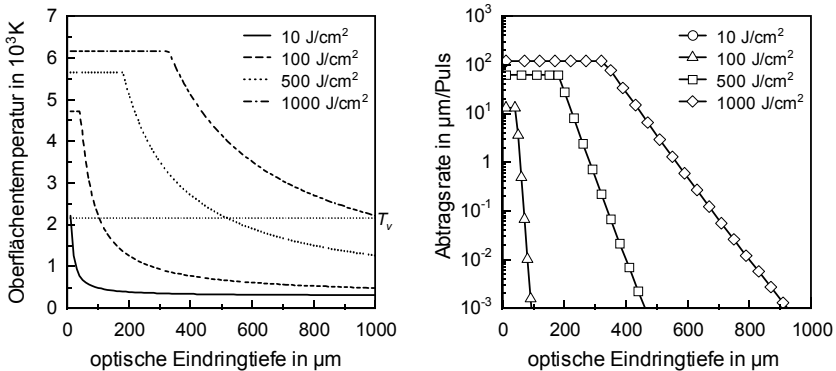 Oberflächentemperatur in 10³K
7
6
5
4
3
2
1
0
0
200
400
600
800
1000
optische Eindringtiefe in µm
10 J/cm²
100 J/cm²
500 J/cm²
1000 J/cm²
Tᵥ
Abtragsrate in µm/Puls
10³
10²
10¹
1
10⁻¹
10⁻²
10⁻³
0
200
400
600
800
1000
optische Eindringtiefe in µm
10 J/cm²
100 J/cm²
500 J/cm²
1000 J/cm²